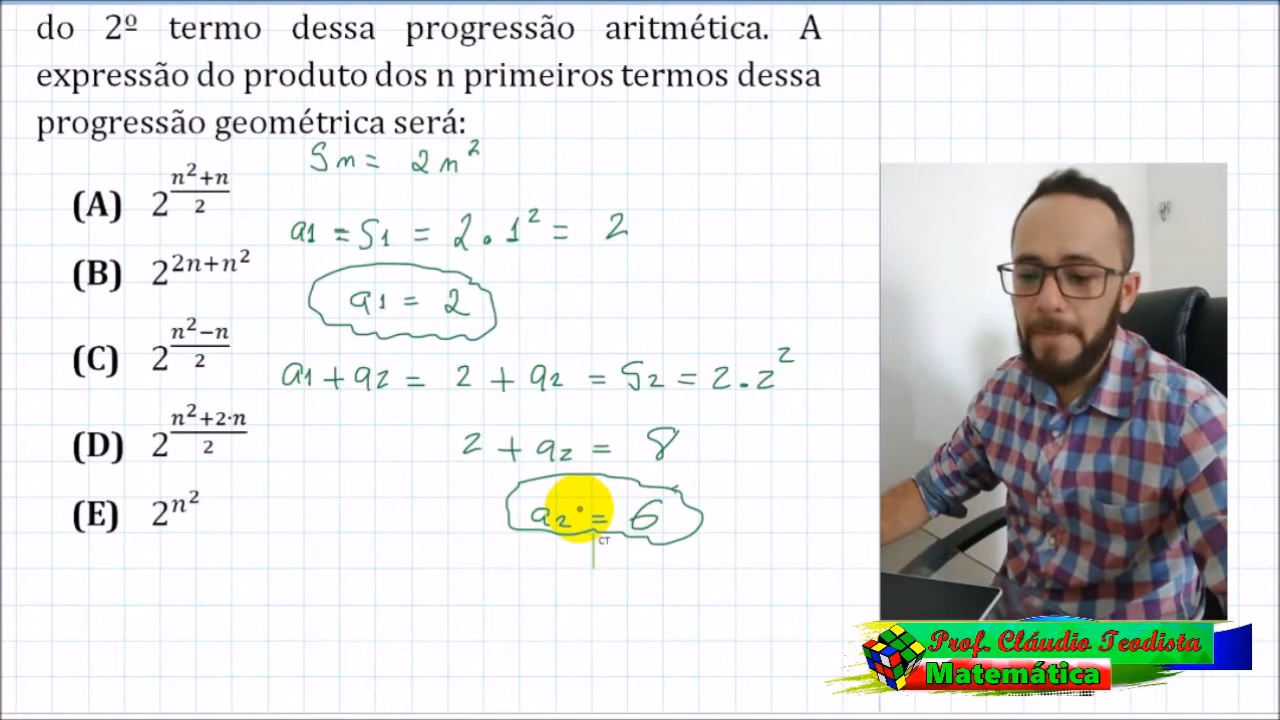 do 2º termo dessa progressão aritmética. A
expressão do produto dos n primeiros termos dessa
progressão geométrica será:
Sn = 2n²
(A) 2^((n²+n)/2)
a1 = S1 = 2 • 1² = 2
(B) 2^(2n+n²)
a1 = 2
(C) 2^((n²−n)/2)
a1 + a2 = 2 + a2 = S2 = 2 • 2²
(D) 2^((n²+2·n)/2)
2 + a2 = 8
(E) 2^(n²)
a2 = 6
CT
Prof. Cláudio Teodista
Matemática